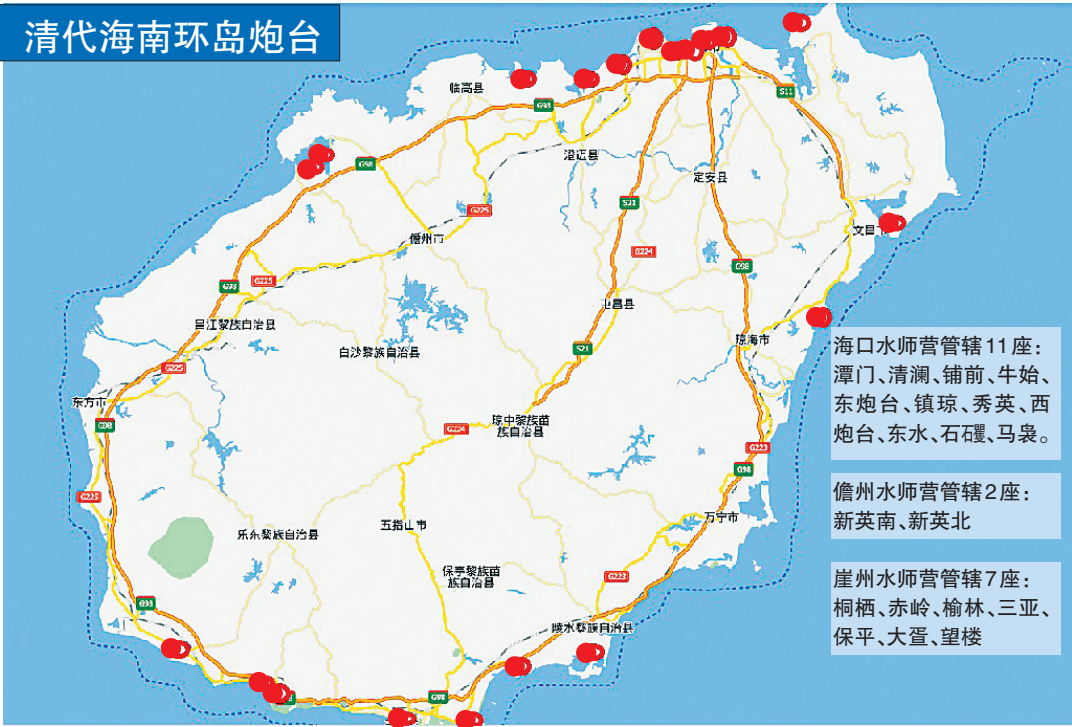 清代海南环岛炮台
S11
临高县
G98
澄迈县
G98
定安县
G225
S21
儋州市
文昌
G224
G98
G98
G225
屯昌县
昌江黎族自治县
琼海市
白沙黎族自治县
S21
G225
东方市
琼中黎族苗
族自治县
G98
G224
G223
G98
G225
五指山市
万宁市
乐东黎族自治县
保亭黎族苗
族自治县
G223
G98
陵水黎族自治县
G98
海口水师营管辖11座：
潭门、清澜、铺前、牛始、
东炮台、镇琼、秀英、西
炮台、东水、石礌、马袅。
儋州水师营管辖2座：
新英南、新英北
崖州水师营管辖7座：
桐栖、赤岭、榆林、三亚、
保平、大疍、望楼